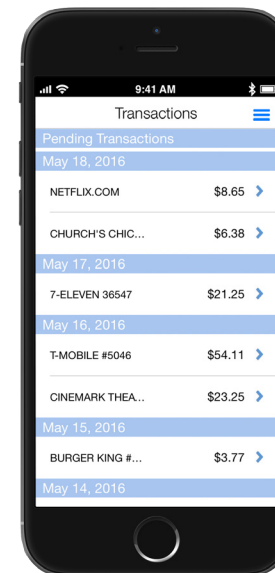 9:41 AM
Transactions
Pending Transactions
May 18, 2016
NETFLIX.COM $8.65
CHURCH'S CHIC... $6.38
May 17, 2016
7-ELEVEN 36547 $21.25
May 16, 2016
T-MOBILE #5046 $54.11
CINEMARK THEA... $23.25
May 15, 2016
BURGER KING #... $3.77
May 14, 2016